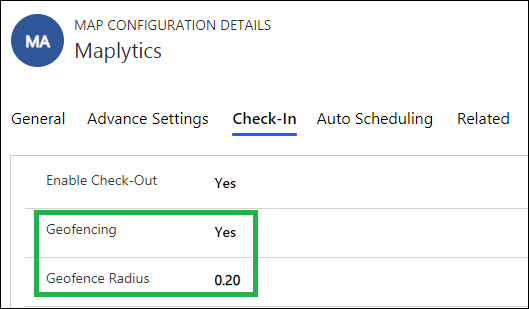 MA
MAP CONFIGURATION DETAILS
Maplytics
General Advance Settings Check-In Auto Scheduling Related
Enable Check-Out Yes
Geofencing Yes
Geofence Radius 0.20